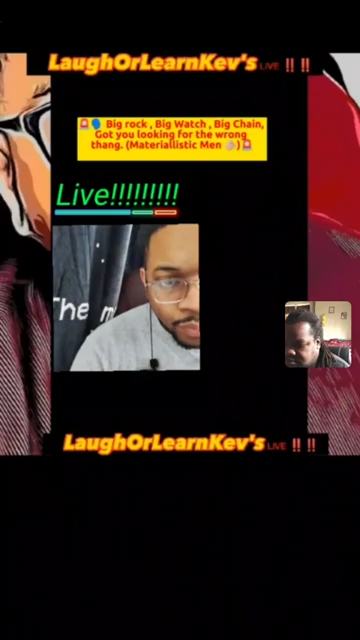 LaughOrLearnKev's LIVE ‼️ ‼️
🚨🗣️ Big rock , Big Watch , Big Chain,
Got you looking for the wrong
thang. (Materiallistic Men 🪨)🚨
Live!!!!!!!!!
The m
LaughOrLearnKev's LIVE ‼️ ‼️